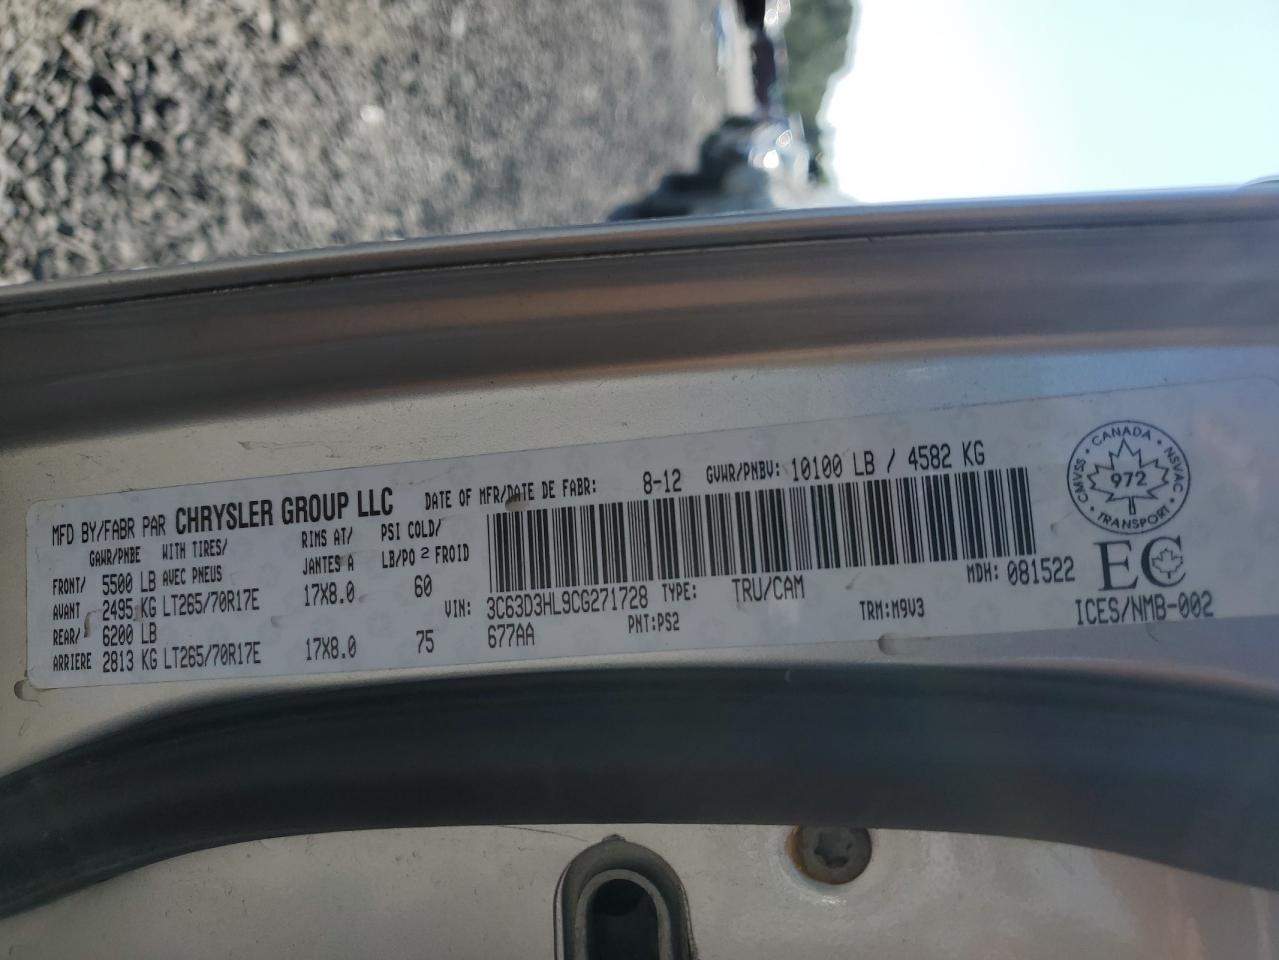 MFD BY/FABR PAR CHRYSLER GROUP LLC DATE OF MFR/DATE DE FABR: 8-12 GVWR/PNBV: 10100 LB / 4582 KG
GAWR/PNBE WITH TIRES/ RIMS AT/ PSI COLD/
AVEC PNEUS JANTES A LB/PO 2 FROID
FRONT/ 5500 LB
AVANT 2495 KG LT265/70R17E 17X8.0 60
REAR/ 6200 LB
ARRIERE 2813 KG LT265/70R17E 17X8.0 75
VIN: 3C63D3HL9CG271728 TYPE: TRU/CAM MDH: 081522
677AA PNT:PS2 TRM:M9V3
CANADA
CMVSS NSVAC
972
TRANSPORT
EC
ICES/NMB-002